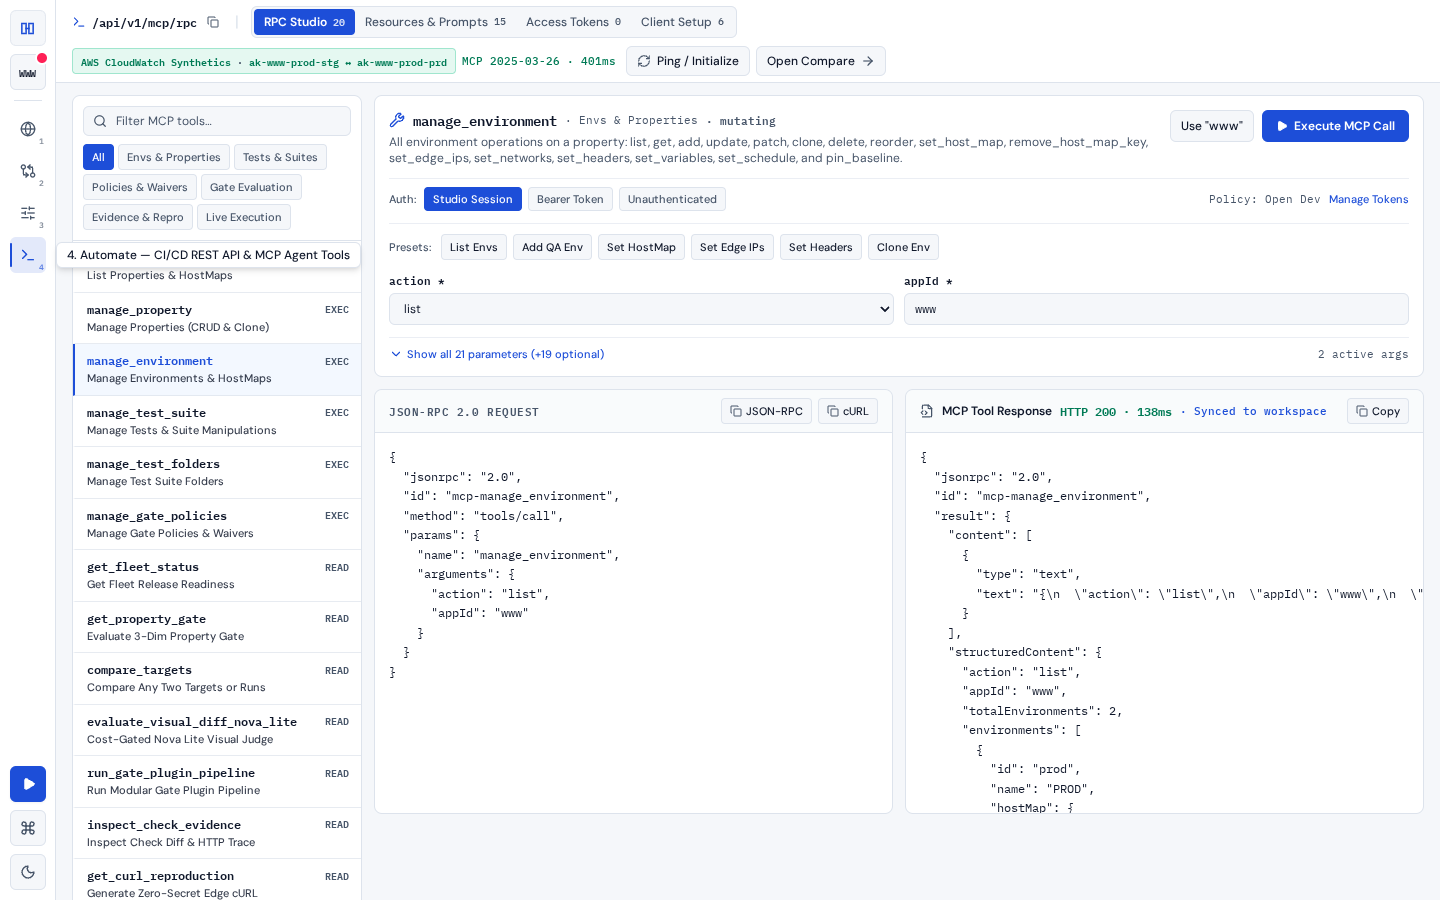 /api/v1/mcp/rpc
RPC Studio 20
Resources & Prompts 15
Access Tokens 0
Client Setup 6
AWS CloudWatch Synthetics · ak-www-prod-stg ↔ ak-www-prod-prd
MCP 2025-03-26 · 401ms
Ping / Initialize
Open Compare →
www
1
2
3
4
4. Automate — CI/CD REST API & MCP Agent Tools
Filter MCP tools…
All
Envs & Properties
Tests & Suites
Policies & Waivers
Gate Evaluation
Evidence & Repro
Live Execution
List Properties & HostMaps
manage_property EXEC
Manage Properties (CRUD & Clone)
manage_environment EXEC
Manage Environments & HostMaps
manage_test_suite EXEC
Manage Tests & Suite Manipulations
manage_test_folders EXEC
Manage Test Suite Folders
manage_gate_policies EXEC
Manage Gate Policies & Waivers
get_fleet_status READ
Get Fleet Release Readiness
get_property_gate READ
Evaluate 3-Dim Property Gate
compare_targets READ
Compare Any Two Targets or Runs
evaluate_visual_diff_nova_lite READ
Cost-Gated Nova Lite Visual Judge
run_gate_plugin_pipeline READ
Run Modular Gate Plugin Pipeline
inspect_check_evidence READ
Inspect Check Diff & HTTP Trace
get_curl_reproduction READ
Generate Zero-Secret Edge cURL
manage_environment · Envs & Properties · mutating
All environment operations on a property: list, get, add, update, patch, clone, delete, reorder, set_host_map, remove_host_map_key,
set_edge_ips, set_networks, set_headers, set_variables, set_schedule, and pin_baseline.
Use "www"
Execute MCP Call
Auth:
Studio Session
Bearer Token
Unauthenticated
Policy: Open Dev
Manage Tokens
Presets:
List Envs
Add QA Env
Set HostMap
Set Edge IPs
Set Headers
Clone Env
action *
list
appId *
www
Show all 21 parameters (+19 optional)
2 active args
JSON-RPC 2.0 REQUEST
JSON-RPC
cURL
{
"jsonrpc": "2.0",
"id": "mcp-manage_environment",
"method": "tools/call",
"params": {
"name": "manage_environment",
"arguments": {
"action": "list",
"appId": "www"
}
}
}
MCP Tool Response HTTP 200 · 138ms · Synced to workspace
Copy
{
"jsonrpc": "2.0",
"id": "mcp-manage_environment",
"result": {
"content": [
{
"type": "text",
"text": "{\n  \"action\": \"list\",\n  \"appId\": \"www\",\n  \"
}
],
"structuredContent": {
"action": "list",
"appId": "www",
"totalEnvironments": 2,
"environments": [
{
"id": "prod",
"name": "PROD",
"hostMap": {